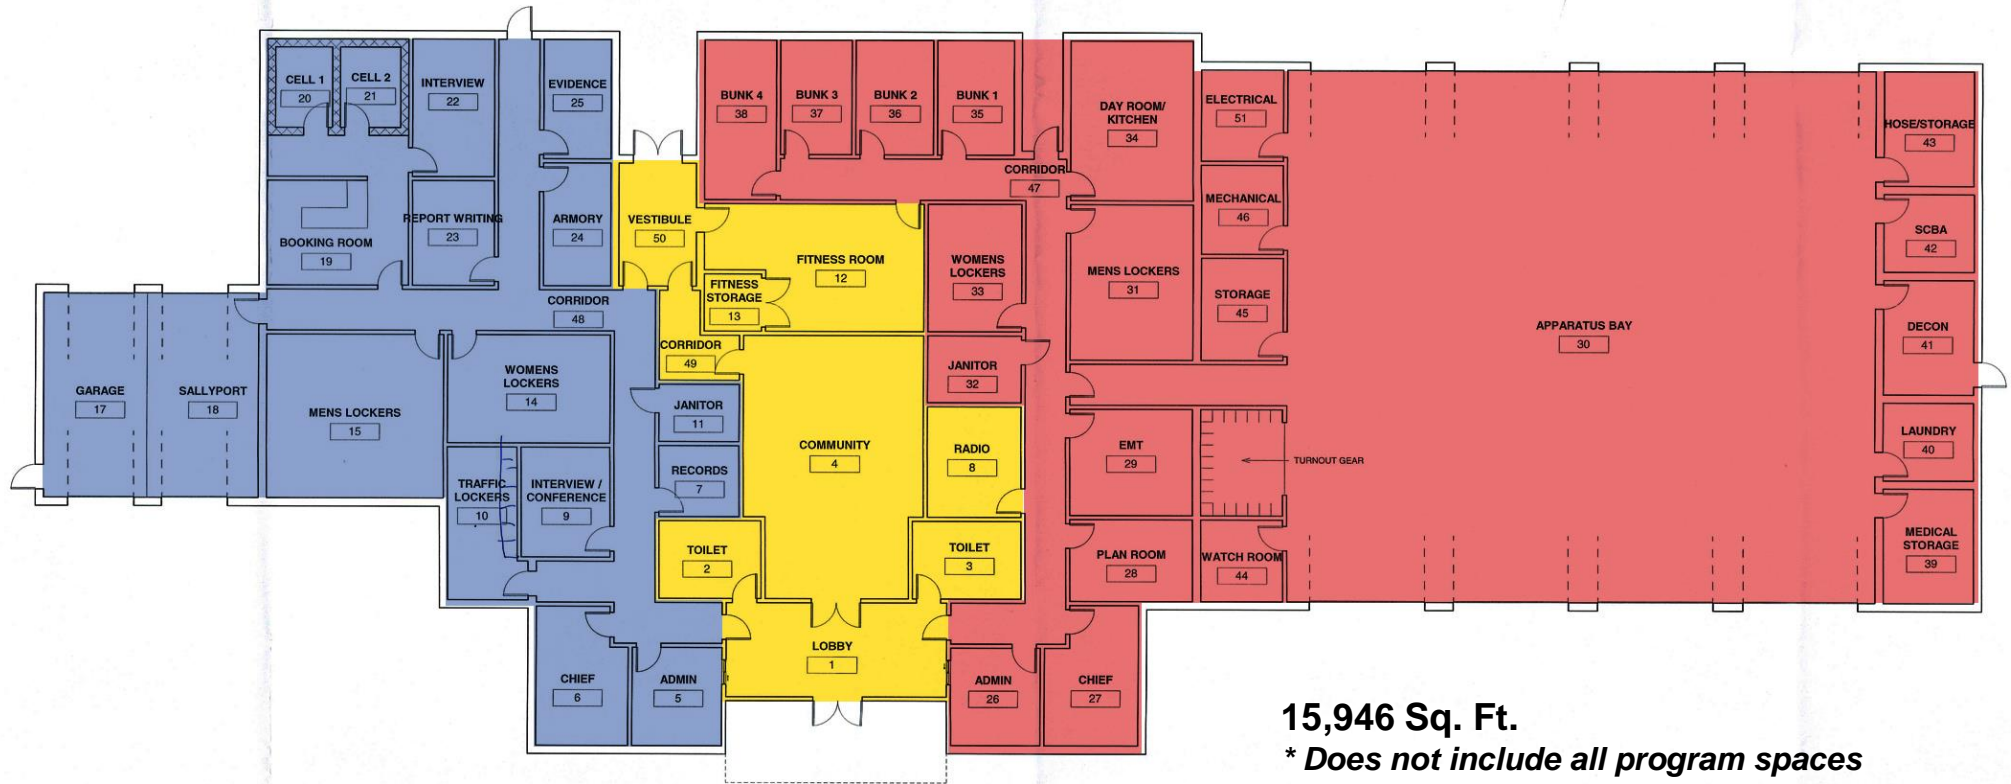 CELL 1
20
CELL 2
21
INTERVIEW
22
EVIDENCE
25
BUNK 4
38
BUNK 3
37
BUNK 2
36
BUNK 1
35
DAY ROOM/
KITCHEN
34
ELECTRICAL
51
HOSE/STORAGE
43
CORRIDOR
47
MECHANICAL
46
REPORT WRITING
23
ARMORY
24
VESTIBULE
50
BOOKING ROOM
19
FITNESS ROOM
12
WOMENS
LOCKERS
33
MENS LOCKERS
31
SCBA
42
FITNESS
STORAGE
13
STORAGE
45
CORRIDOR
48
APPARATUS BAY
30
DECON
41
CORRIDOR
49
GARAGE
17
SALLYPORT
18
MENS LOCKERS
15
WOMENS
LOCKERS
14
JANITOR
11
JANITOR
32
COMMUNITY
4
RADIO
8
EMT
29
TURNOUT GEAR
LAUNDRY
40
RECORDS
7
TRAFFIC
LOCKERS
10
INTERVIEW /
CONFERENCE
9
TOILET
2
TOILET
3
PLAN ROOM
28
WATCH ROOM
44
MEDICAL
STORAGE
39
LOBBY
1
CHIEF
6
ADMIN
5
ADMIN
26
CHIEF
27
15,946 Sq. Ft.
* Does not include all program spaces